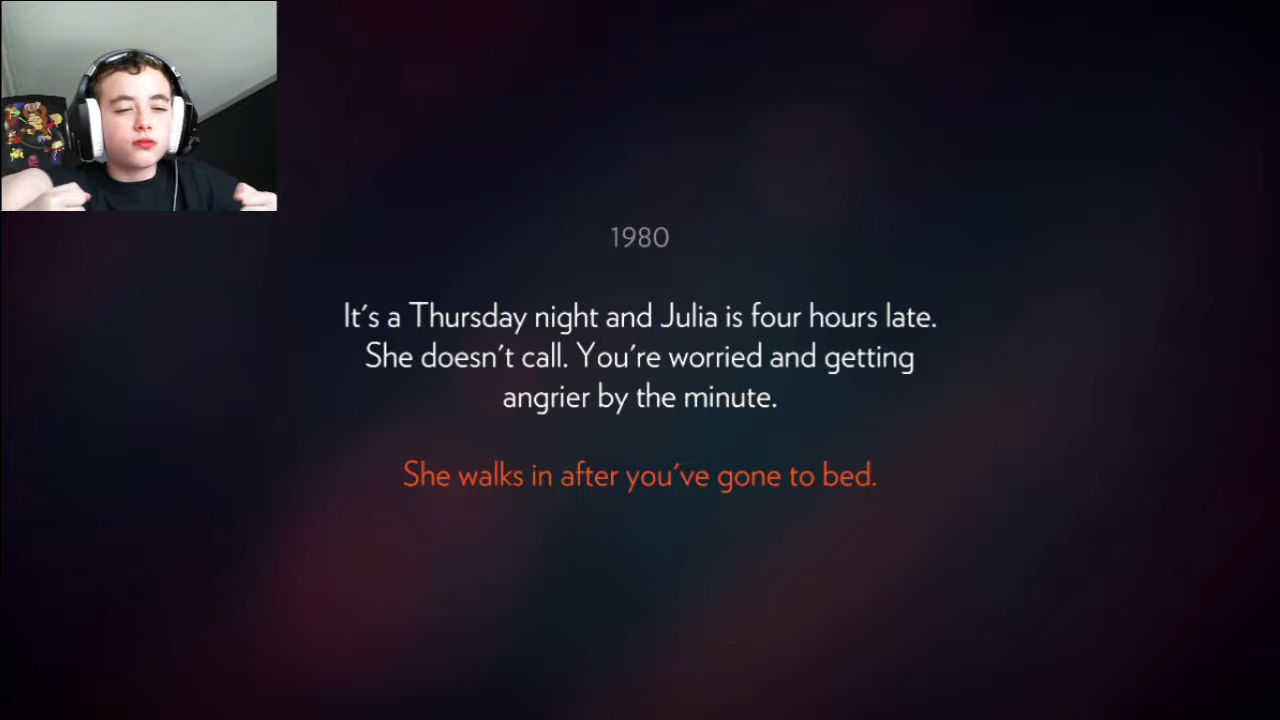 1980
It's a Thursday night and Julia is four hours late.
She doesn't call. You're worried and getting
angrier by the minute.
She walks in after you've gone to bed.